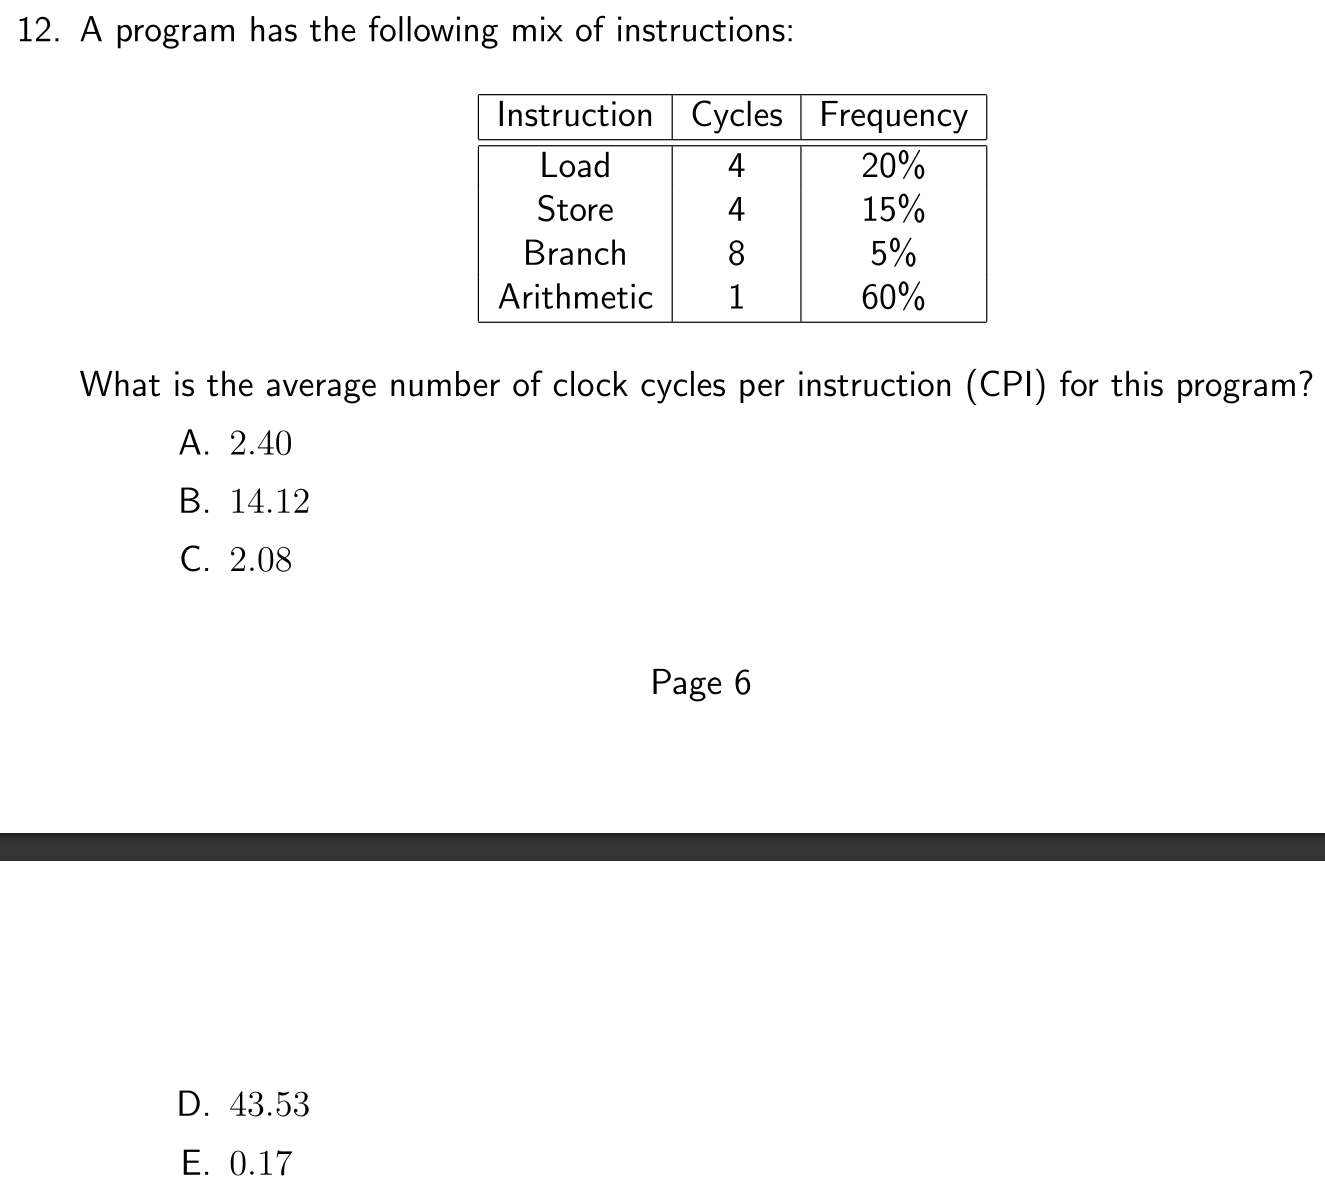 12. A program has the following mix of instructions:
Instruction Cycles Frequency
Load 4 20%
Store 4 15%
Branch 8 5%
Arithmetic 1 60%
What is the average number of clock cycles per instruction (CPI) for this program?
A. 2.40
B. 14.12
C. 2.08
Page 6
D. 43.53
E. 0.17